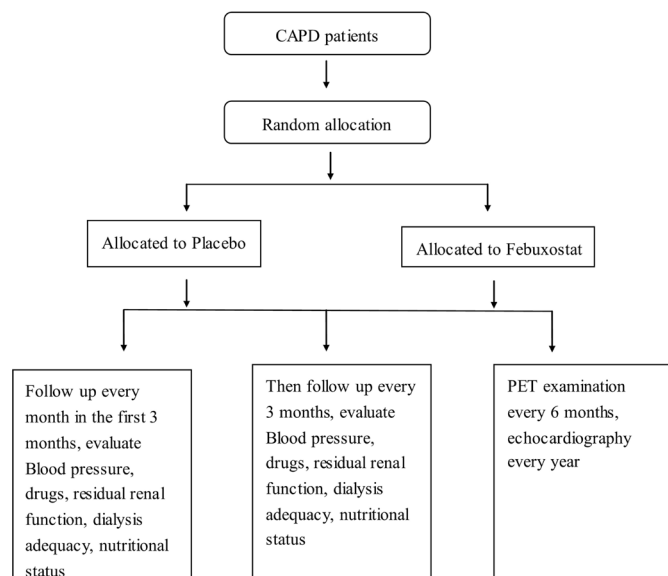 CAPD patients
Random allocation
Allocated to Placebo
Allocated to Febuxostat
Follow up every
month in the first 3
months, evaluate
Blood pressure,
drugs, residual renal
function, dialysis
adequacy, nutritional
status
Then follow up every
3 months, evaluate
Blood pressure,
drugs, residual renal
function, dialysis
adequacy, nutritional
status
PET examination
every 6 months,
echocardiography
every year